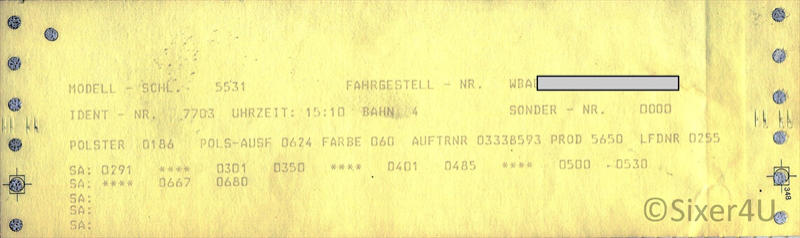 MODELL - SCHL. 5531 FAHRGESTELL - NR. WBA
IDENT - NR. 7703 UHRZEIT: 15:10 BAHN 4 SONDER - NR. 0000
POLSTER 0186 POLS-AUSF 0624 FARBE 060 AUFTRNR 03338593 PROD 5650 LFDNR 0255
SA: 0291 **** 0301 0350 **** 0401 0485 **** 0500 0530
SA: **** 0667 0680
SA:
SA:
SA:
348
©Sixer4U